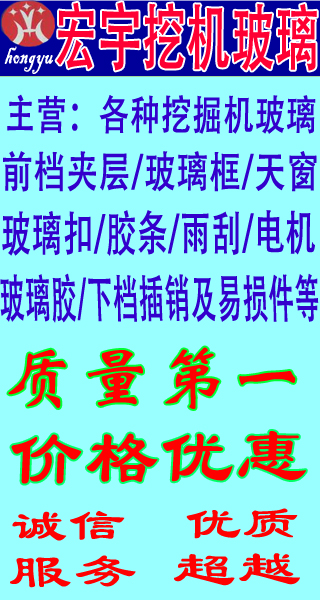 hongyu
宏宇挖机玻璃
主营：各种挖掘机玻璃
前档夹层/玻璃框/天窗
玻璃扣/胶条/雨刮/电机
玻璃胶/下档插销及易损件等
质量第一
价格优惠
诚信 优质
服务 超越